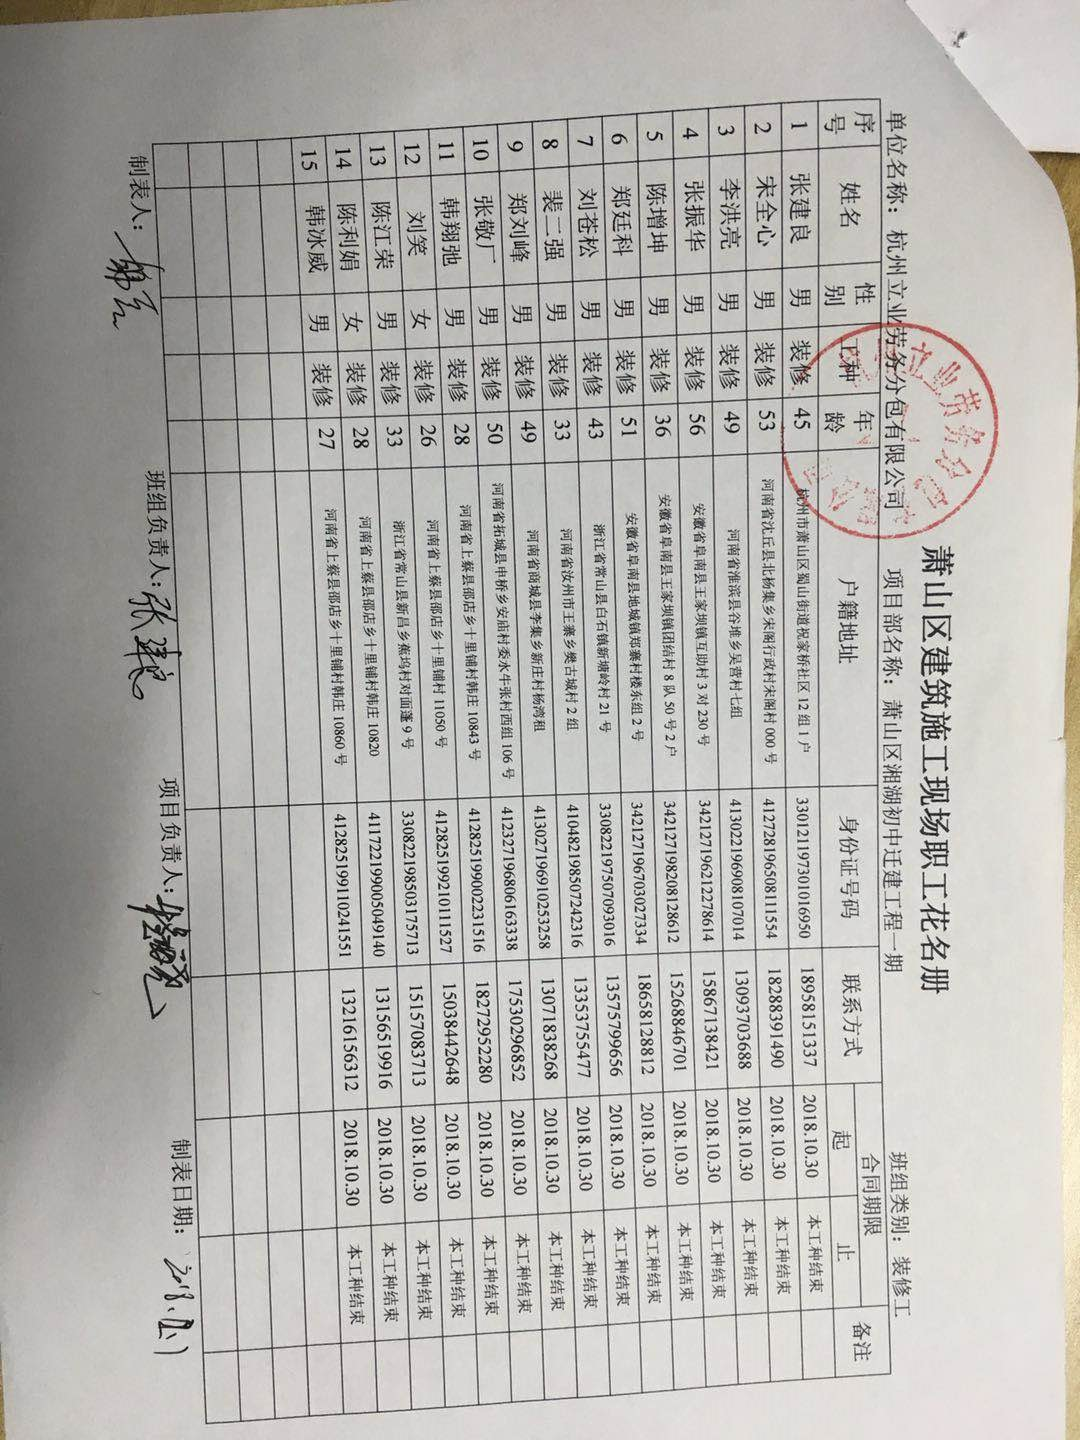 萧山区建筑施工现场职工花名册
单位名称：杭州立业劳务分包有限公司 项目部名称：萧山区湘湖初中迁建工程一期 班组类别：装修工
序号 姓名 性别 工种 年龄 户籍地址 身份证号码 联系方式 合同期限 备注
起 止
1 张建良 男 装修 45 杭州市萧山区蜀山街道祝家桥社区12组1户 330121197301016950 18958151337 2018.10.30 本工种结束
2 宋全心 男 装修 53 河南省沈丘县北杨集乡宋阁行政村宋阁村000号 412728196508111554 18288391490 2018.10.30 本工种结束
3 李洪亮 男 装修 49 河南省淮滨县谷堆乡吴营村七组 413022196908107014 13093703688 2018.10.30 本工种结束
4 张振华 男 装修 56 安徽省阜南县王家坝镇互助村3对230号 342127196212278614 15867138421 2018.10.30 本工种结束
5 陈增坤 男 装修 36 安徽省阜南县王家坝镇团结村8队50号2户 342127198208128612 15268846701 2018.10.30 本工种结束
6 郑廷科 男 装修 51 安徽省阜南县地城镇郑寨村楼东组2号 342127196703027334 18658128812 2018.10.30 本工种结束
7 刘苍松 男 装修 43 浙江省常山县白石镇新塘岭村21号 330822197507093016 13575799656 2018.10.30 本工种结束
8 裴二强 男 装修 33 河南省汝州市王寨乡樊古城村2组 410482198507242316 13353755477 2018.10.30 本工种结束
9 郑刘峰 男 装修 49 河南省商城县李集乡新庄村杨湾租 413027196910253258 13071838268 2018.10.30 本工种结束
10 张敬广 男 装修 50 河南省拓城县申桥乡安庙村委水牛张村西组106号 412327196806163338 17530296852 2018.10.30 本工种结束
11 韩翔弛 男 装修 28 河南省上蔡县邵店乡十里铺村韩庄10843号 412825199002231516 18272952280 2018.10.30 本工种结束
12 刘笑 女 装修 26 河南省上蔡县邵店乡十里铺村11050号 412825199210111527 15038442648 2018.10.30 本工种结束
13 陈江荣 男 装修 33 浙江省常山县新昌乡蕉坞村对面蓬9号 330822198503175713 15157083713 2018.10.30 本工种结束
14 陈利娟 女 装修 28 河南省上蔡县邵店乡十里铺村韩庄10820 411722199005049140 13156519916 2018.10.30 本工种结束
15 韩冰威 男 装修 27 河南省上蔡县邵店乡十里铺村韩庄10860号 412825199110241551 13216156312 2018.10.30 本工种结束
制表人： 班组负责人：张建良 项目负责人： 制表日期：